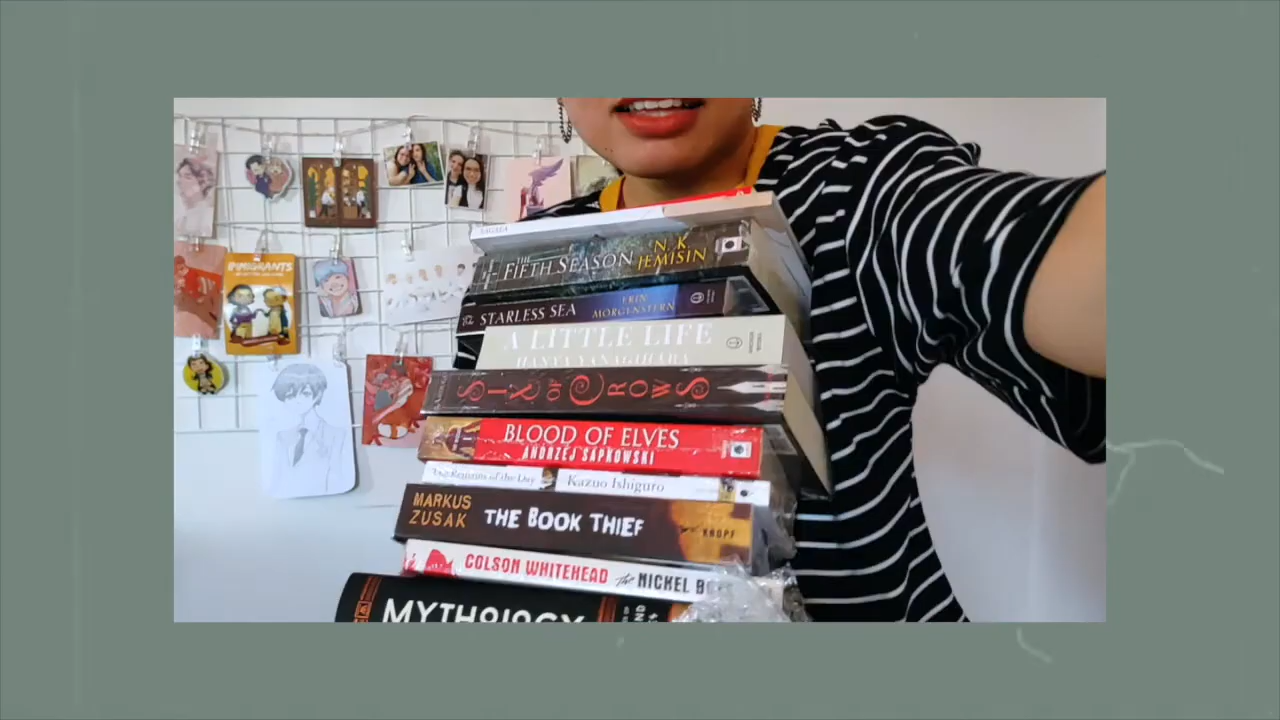 IMMIGRANTS
THE
FIFTH SEASON
N. K.
JEMISIN
STARLESS SEA
ERIN
MORGENSTERN
A LITTLE LIFE
HANYA YANAGIHARA
SIX OF CROWS
BLOOD OF ELVES
ANDRZEJ SAPKOWSKI
The Remains of the Day
Kazuo Ishiguro
MARKUS
ZUSAK
THE BOOK THIEF
KNOPF
COLSON WHITEHEAD
The NICKEL
MYTHOLOGY